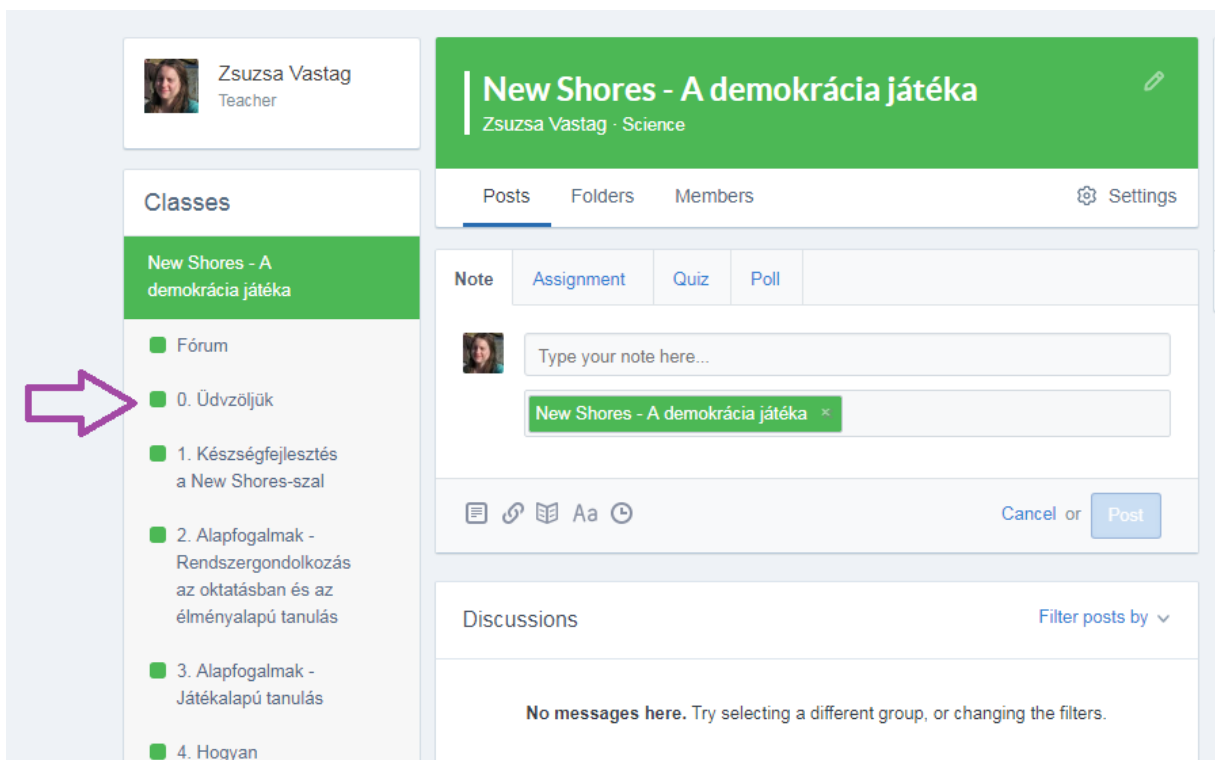 Zsuzsa Vastag
Teacher
Classes
New Shores - A
demokrácia játéka
Fórum
0. Üdvzöljük
1. Készségfejlesztés
a New Shores-szal
2. Alapfogalmak -
Rendszergondolkozás
az oktatásban és az
élményalapú tanulás
3. Alapfogalmak -
Játékalapú tanulás
4. Hogyan
New Shores - A demokrácia játéka
Zsuzsa Vastag · Science
Posts Folders Members Settings
Note Assignment Quiz Poll
Type your note here...
New Shores - A demokrácia játéka ×
Aa Cancel or Post
Discussions Filter posts by
No messages here. Try selecting a different group, or changing the filters.